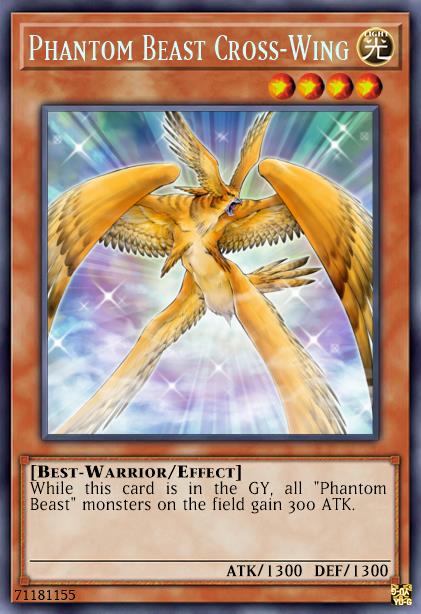 PHANTOM BEAST CROSS-WING
LIGHT
光
[BEST-WARRIOR/EFFECT]
While this card is in the GY, all "Phantom
Beast" monsters on the field gain 300 ATK.
ATK/1300 DEF/1300
71181155